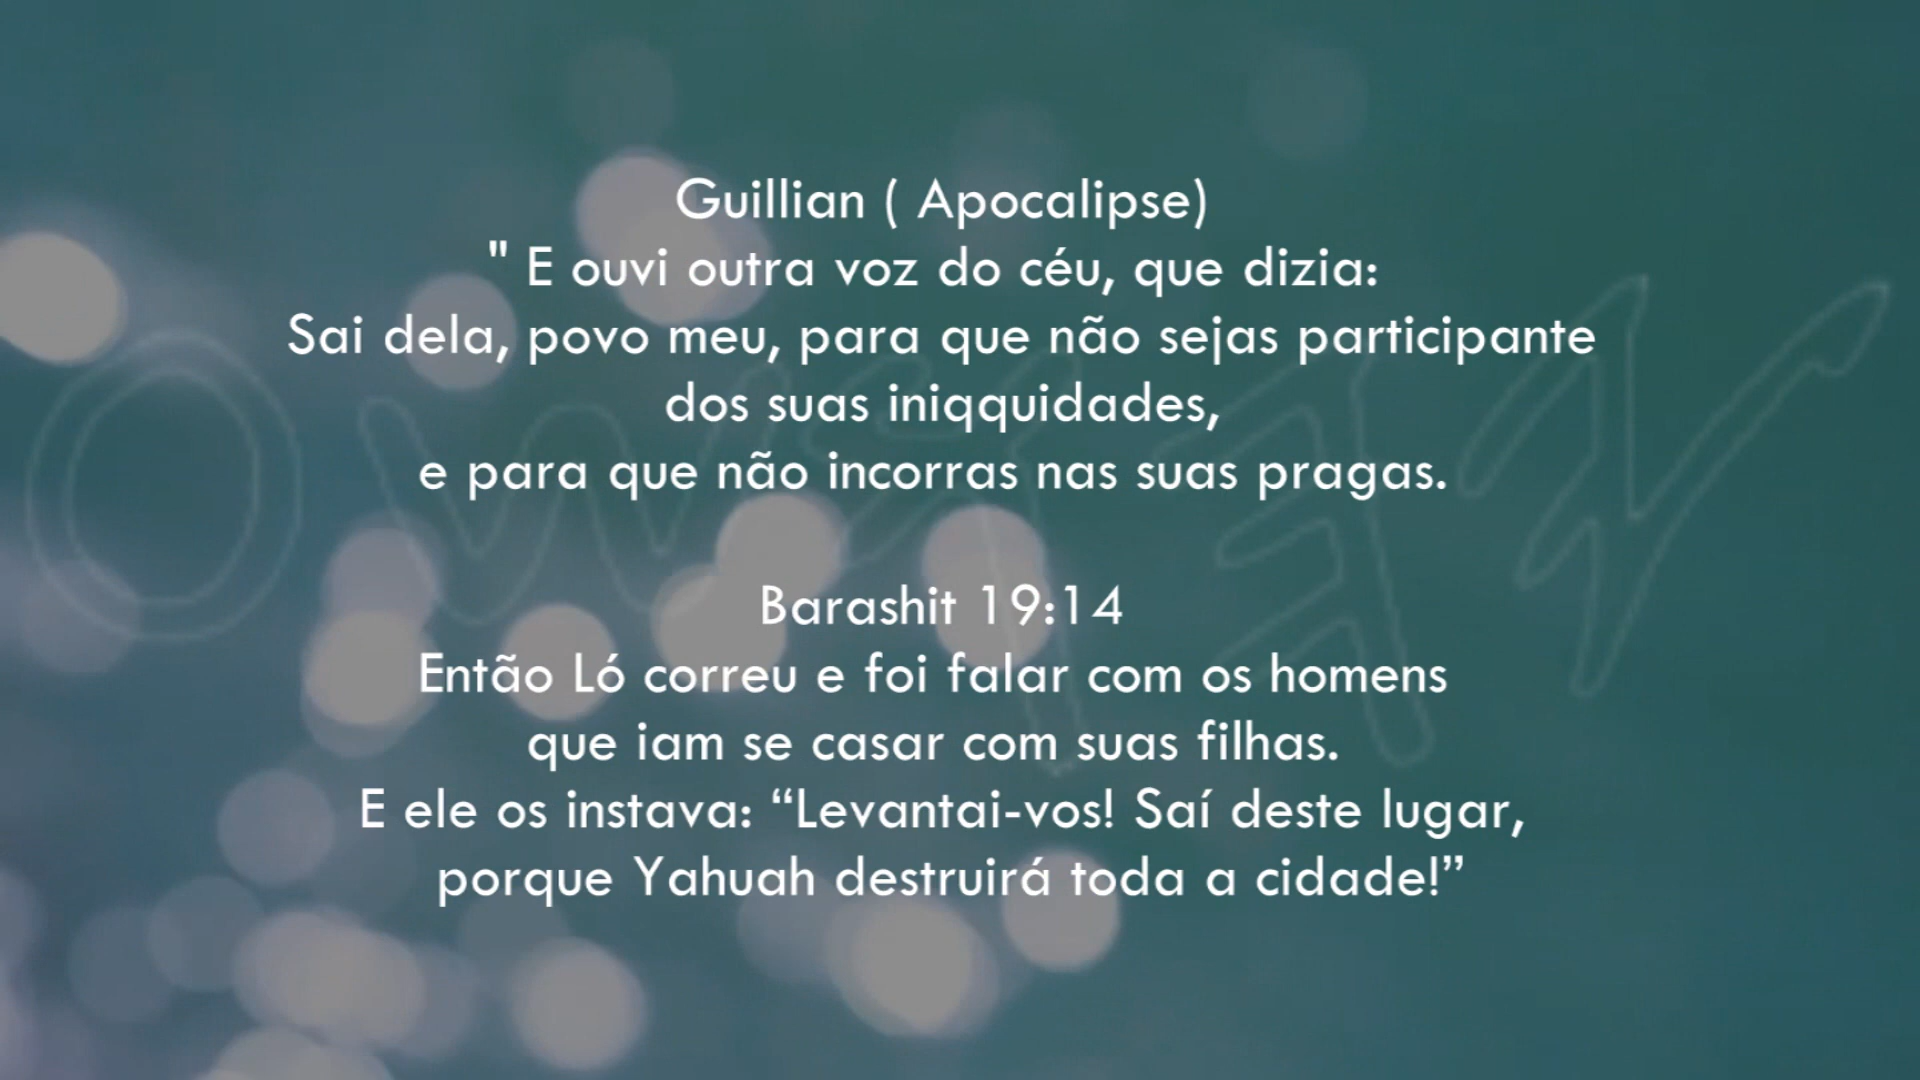 Guillian ( Apocalipse)
" E ouvi outra voz do céu, que dizia:
Sai dela, povo meu, para que não sejas participante
dos suas iniqquidades,
e para que não incorras nas suas pragas.
Barashit 19:14
Então Ló correu e foi falar com os homens
que iam se casar com suas filhas.
E ele os instava: “Levantai-vos! Saí deste lugar,
porque Yahuah destruirá toda a cidade!”